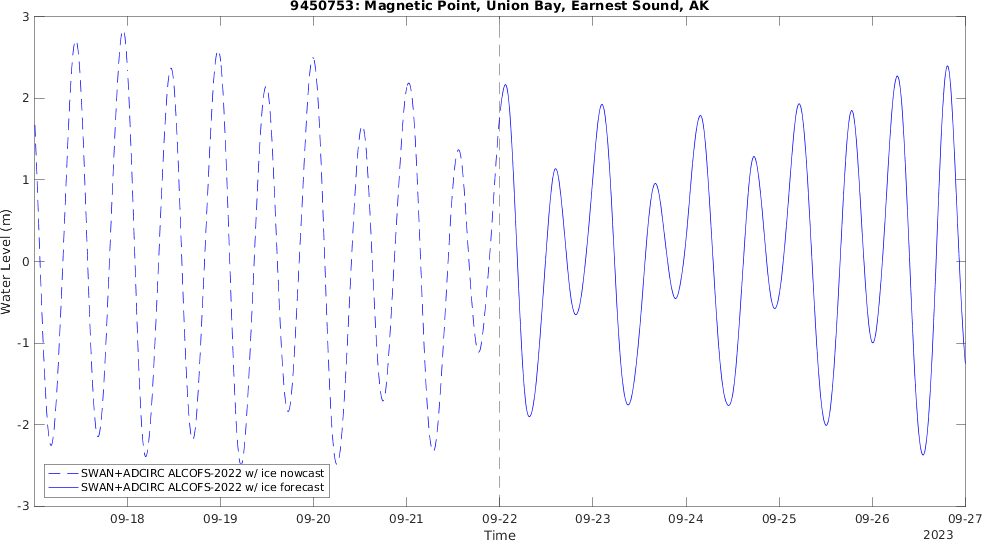 9450753: Magnetic Point, Union Bay, Earnest Sound, AK
3
2
1
0
-1
-2
-3
Water Level (m)
SWAN+ADCIRC ALCOFS-2022 w/ ice nowcast
SWAN+ADCIRC ALCOFS-2022 w/ ice forecast
09-18 09-19 09-20 09-21 09-22 09-23 09-24 09-25 09-26 09-27
Time
2023